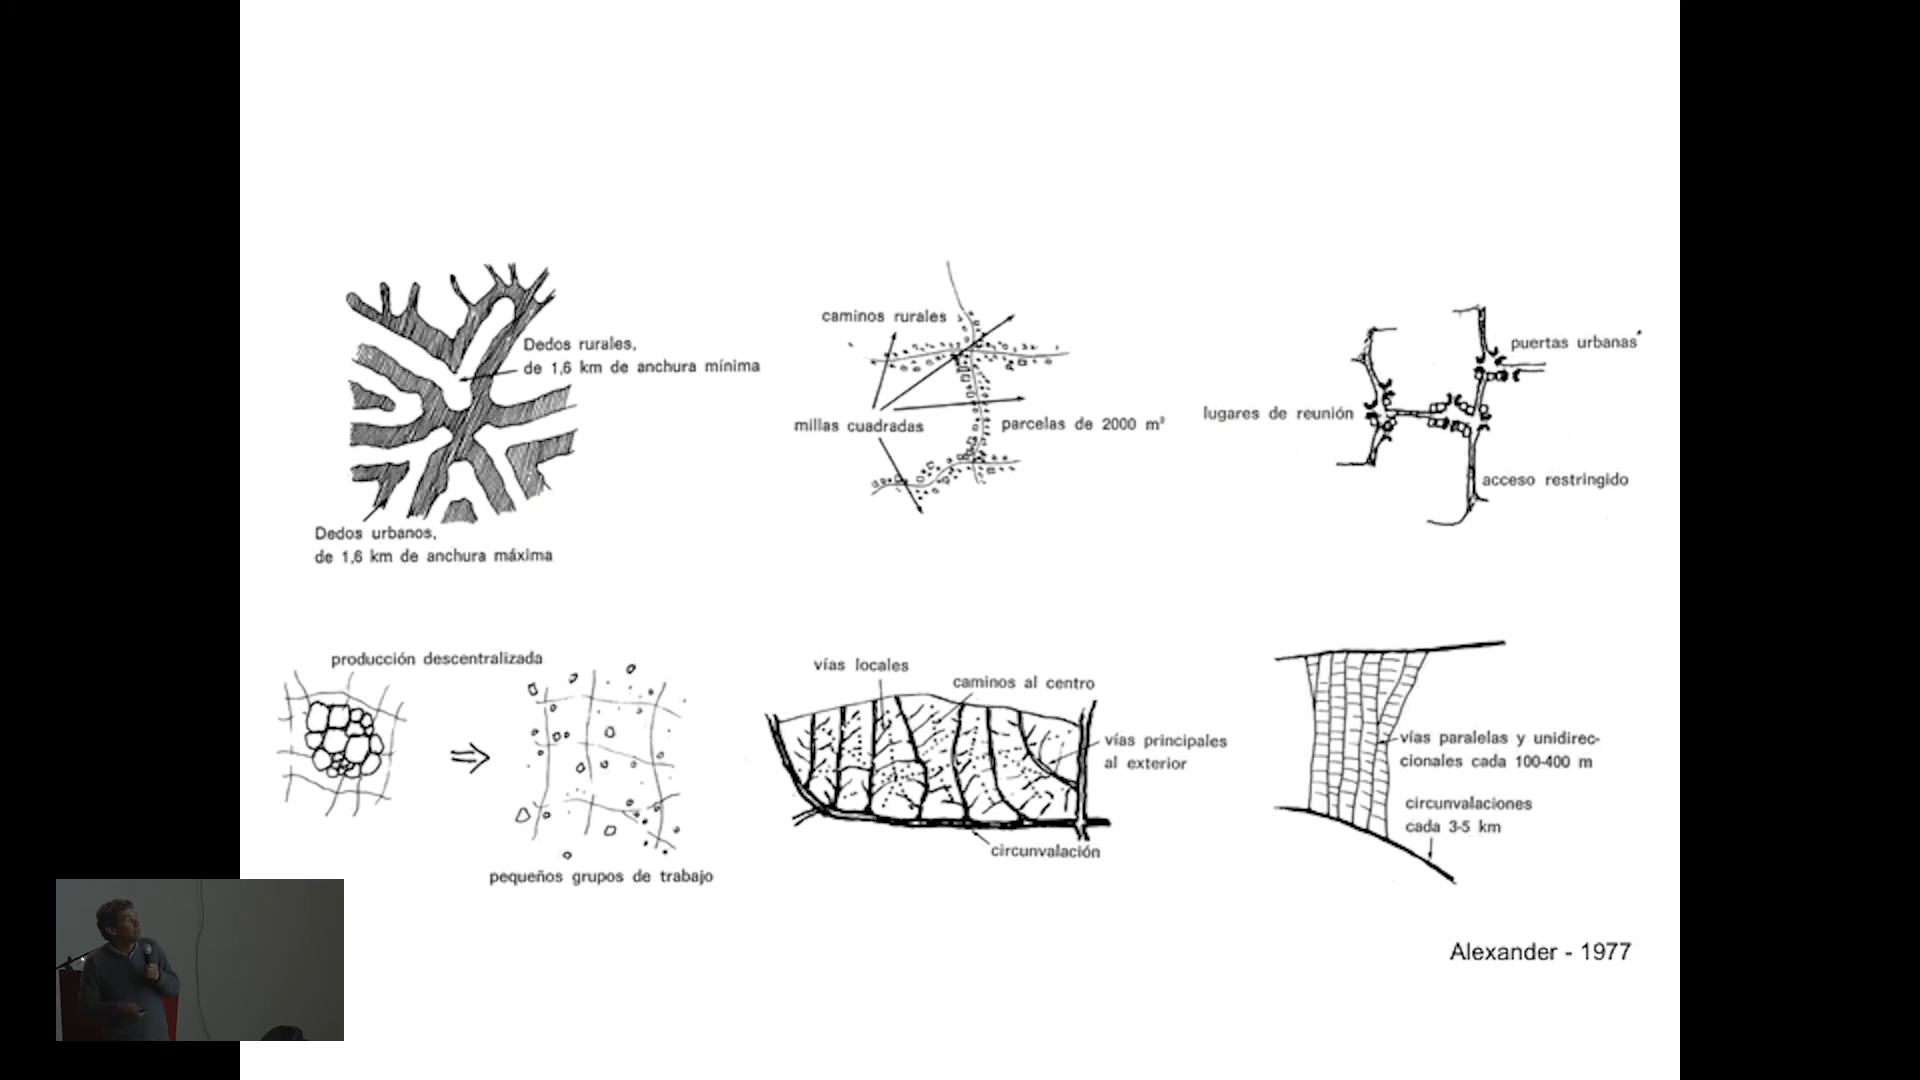 Dedos rurales,
de 1,6 km de anchura mínima
Dedos urbanos,
de 1,6 km de anchura máxima
caminos rurales
millas cuadradas
parcelas de 2000 m²
puertas urbanas
lugares de reunión
acceso restringido
producción descentralizada
pequeños grupos de trabajo
vías locales
caminos al centro
vías principales
al exterior
circunvalación
vías paralelas y unidirec-
cionales cada 100-400 m
circunvalaciones
cada 3-5 km
Alexander - 1977